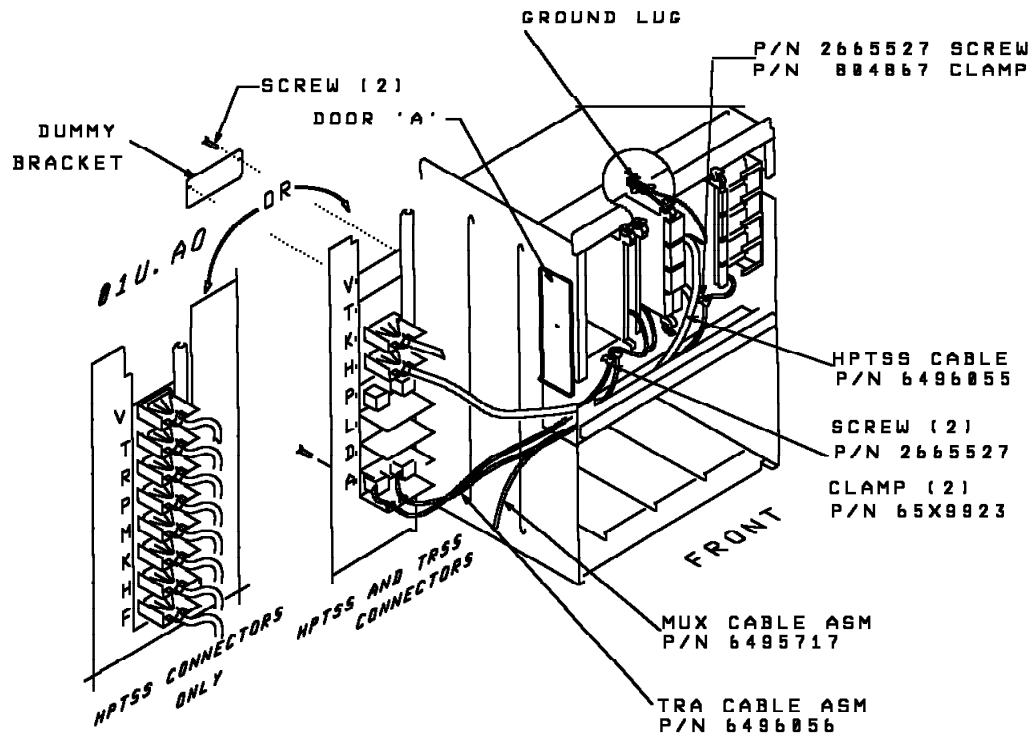 GROUND LUG
P/N 2665527 SCREW
P/N 804867 CLAMP
SCREW (2)
DOOR 'A'
DUMMY
BRACKET
OR
01U. A0
V
T
K
H
P
L
D
A
V
T
R
P
M
K
H
F
HPTSS CABLE
P/N 6496055
SCREW (2)
P/N 2665527
CLAMP (2)
P/N 65X9923
FRONT
HPTSS AND TRSS
CONNECTORS
HPTSS CONNECTORS
ONLY
MUX CABLE ASM
P/N 6495717
TRA CABLE ASM
P/N 6496056